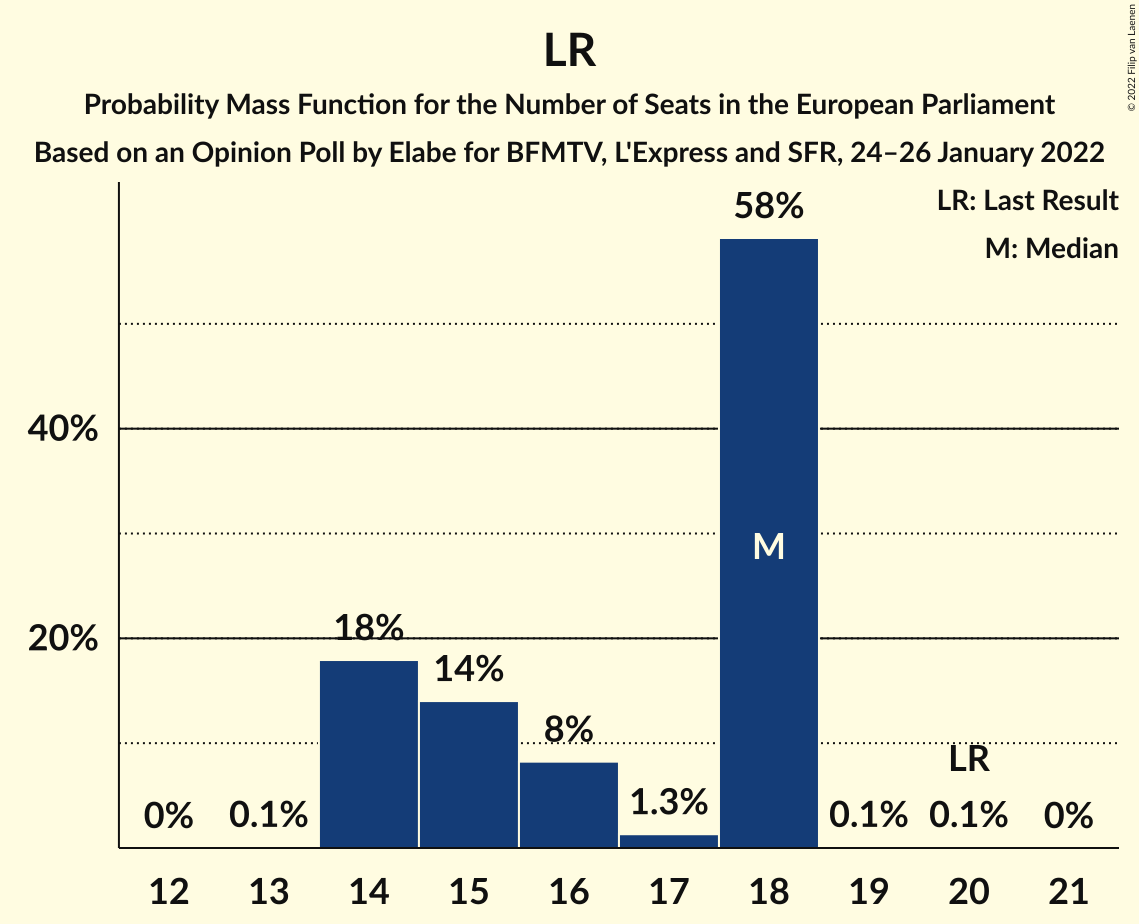 LR
Probability Mass Function for the Number of Seats in the European Parliament
Based on an Opinion Poll by Elabe for BFMTV, L'Express and SFR, 24–26 January 2022
© 2022 Filip van Laenen
LR: Last Result
M: Median
58%
40%
M
20%
18%
14%
8%
LR
0%
0.1%
1.3%
0.1%
0.1%
0%
12 13 14 15 16 17 18 19 20 21